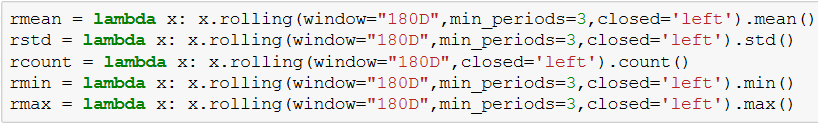 rmean = lambda x: x.rolling(window="180D",min_periods=3,closed='left').mean()
rstd = lambda x: x.rolling(window="180D",min_periods=3,closed='left').std()
rcount = lambda x: x.rolling(window="180D",closed='left').count()
rmin = lambda x: x.rolling(window="180D",min_periods=3,closed='left').min()
rmax = lambda x: x.rolling(window="180D",min_periods=3,closed='left').max()